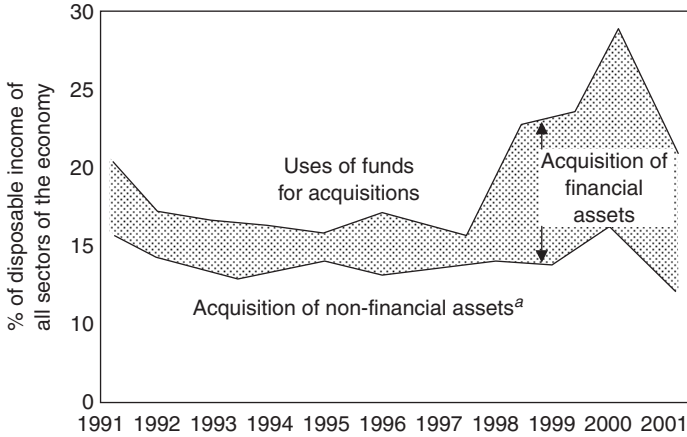 % of disposable income of
all sectors of the economy
30
25
20
15
10
0
Uses of funds
for acquisitions
Acquisition of
financial
assets
Acquisition of non-financial assetsa
1991 1992 1993 1994 1995 1996 1997 1998 1999 2000 2001